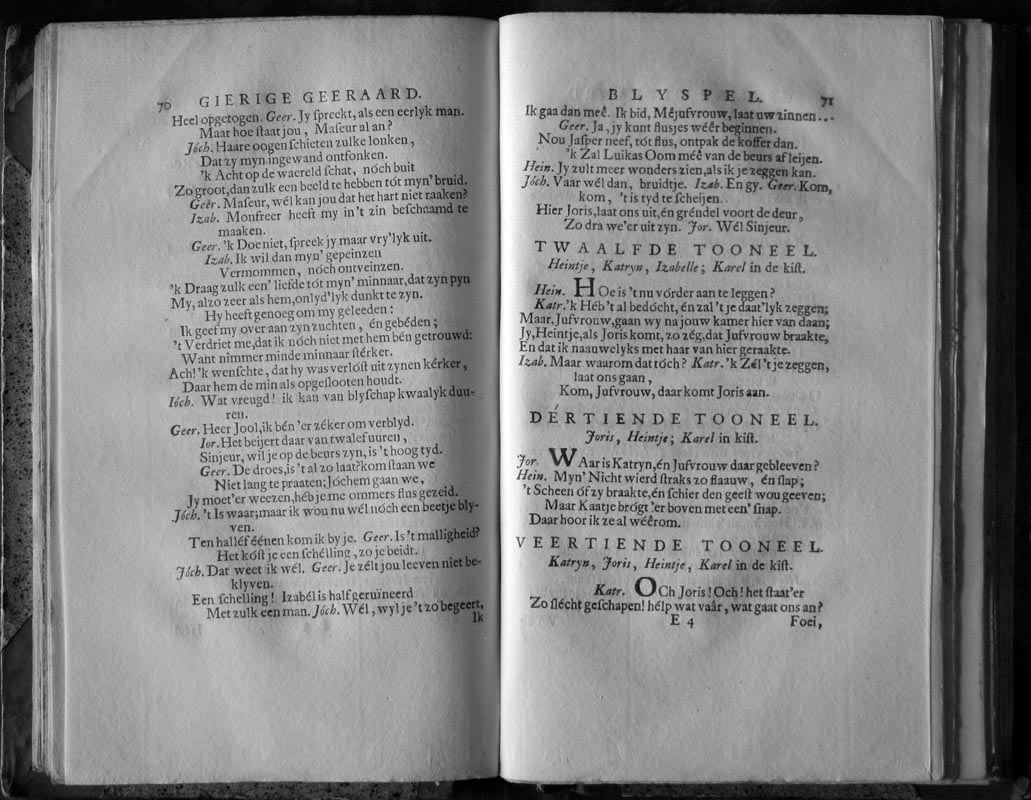 70 GIERIGE GEERAARD.
Heel opgetogen. Geer. Jy ſpreekt, als een eerlyk man.
Maar hoe ſtaat jou, Maſeur al an?
Jóch. Haare oogen ſchieten zulke lonken,
Dat zy myn ingewand ontfonken.
'k Acht op de waereld ſchat, nóch buit
Zo groot, dan zulk een beeld te hebben tót myn' bruid.
Geér. Maſeur, wél kan jou dat het hart niet raaken?
Izab. Monfreer heeft my in't zin beſchaamd te
maaken.
Geer. 'k Doe niet, ſpreek jy maar vry'lyk uit.
Izab. Ik wil dan myn' gepeinzen
Vermommen, nóch ontveinzen.
'k Draag zulk een' liefde tót myn' minnaar, dat zyn pyn
My, alzo zeer als hem, onlyd'lyk dunkt te zyn.
Hy heeft genoeg om my geleeden:
Ik geef my over aan zyn zuchten, én gebéden;
't Verdriet me, dat ik nóch niet met hem bén getrouwd:
Want nimmer minde minnaar ſtérker.
Ach! 'k wenſchte, dat hy was verlóſt uit zynen kérker,
Daar hem de min als opgeſlooten houdt.
Jóch. Wat vreugd! ik kan van blyſchap kwaalyk duu-
ren.
Geer. Heer Jool, ik bén 'er zéker om verblyd.
Jor. Het beijert daar van twalef uuren,
Sinjeur, wil je op de beurs zyn, is 't hoog tyd.
Geer. De droes, is 't al zo laat? kom ſtaan we
Niet lang te praaten; Jóchem gaan we,
Jy moet'er weezen, héb je me ommers flus gezeid.
Jóch. 't Is waar; maar ik wou nu wél nóch een beetje bly-
ven.
Ten halléf éénen kom ik by je. Geer. Is 't malligheid?
Het kóſt je een ſchélling, zo je beidt.
Jóch. Dat weet ik wél. Geer. Je zélt jou leeven niet be-
klyven.
Een ſchelling! Izabél is half geruïneerd
Met zulk een man. Jóch. Wél, wyl je 't zo begeert,
Ik
BLYSPEL. 71
Ik gaa dan meê. Ik bid, Méjufvrouw, laat uw zinnen...
Geer. Ja, jy kunt fluſjes wéêr beginnen.
Nou Jaſper neef, tót flus, ontpak de koffer dan.
'k Zal Luikas Oom méé van de beurs af leijen.
Hein. Jy zult meer wonders zien, als ik je zeggen kan.
Jóch. Vaar wél dan, bruidtje. Izab. En gy. Geer. Kom,
kom, 't is tyd te ſcheijen.
Hier Joris, laat ons uit, én gréndel voort de deur,
Zo dra we'er uit zyn. Jor. Wél Sinjeur.
TWAALFDE TOONEEL.
Heintje, Katryn, Izabelle; Karel in de kiſt.
Hein. HOe is 't nu vórder aan te leggen?
Katr. 'k Héb 't al bedócht, én zal 't je daat'lyk zeggen;
Maar, Jufvrouw, gaan wy na jouw kamer hier van daan;
Jy, Heintje, als Joris komt, zo zég, dat Jufvrouw braakte,
En dat ik naauwelyks met haar van hier geraakte.
Izab. Maar waarom dat tóch? Katr. 'k Zél 't je zeggen,
laat ons gaan,
Kom, Jufvrouw, daar komt Joris aan.
DÉRTIENDE TOONEEL.
Joris, Heintje; Karel in kiſt.
Jor. WAar is Katryn, én Jufvrouw daar gebleeven?
Hein. Myn' Nicht wierd ſtraks zo flaauw, én ſlap;
't Scheen óf zy braakte, én ſchier den geeſt wou geeven;
Maar Kaatje brógt 'er boven met een' ſnap.
Daar hoor ik ze al wéêrom.
VEERTIENDE TOONEEL.
Katryn, Joris, Heintje, Karel in de kiſt.
Katr. OCh Joris! Och! het ſtaat'er
Zo ſlécht geſchapen! hélp wat vaâr, wat gaat ons an?
E 4 Foei,